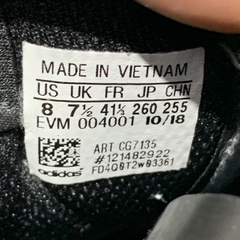 MADE IN VIETNAM
US UK FR JP CHN
8 7½ 41⅓ 260 255
EVM 004001 10/18
ART CG7135
#121482922
FD4Q0T2W03361
adidas